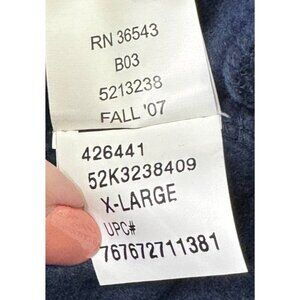 RN 36543
B03
5213238
FALL '07
426441
52K3238409
X-LARGE
UPC#
767672711381